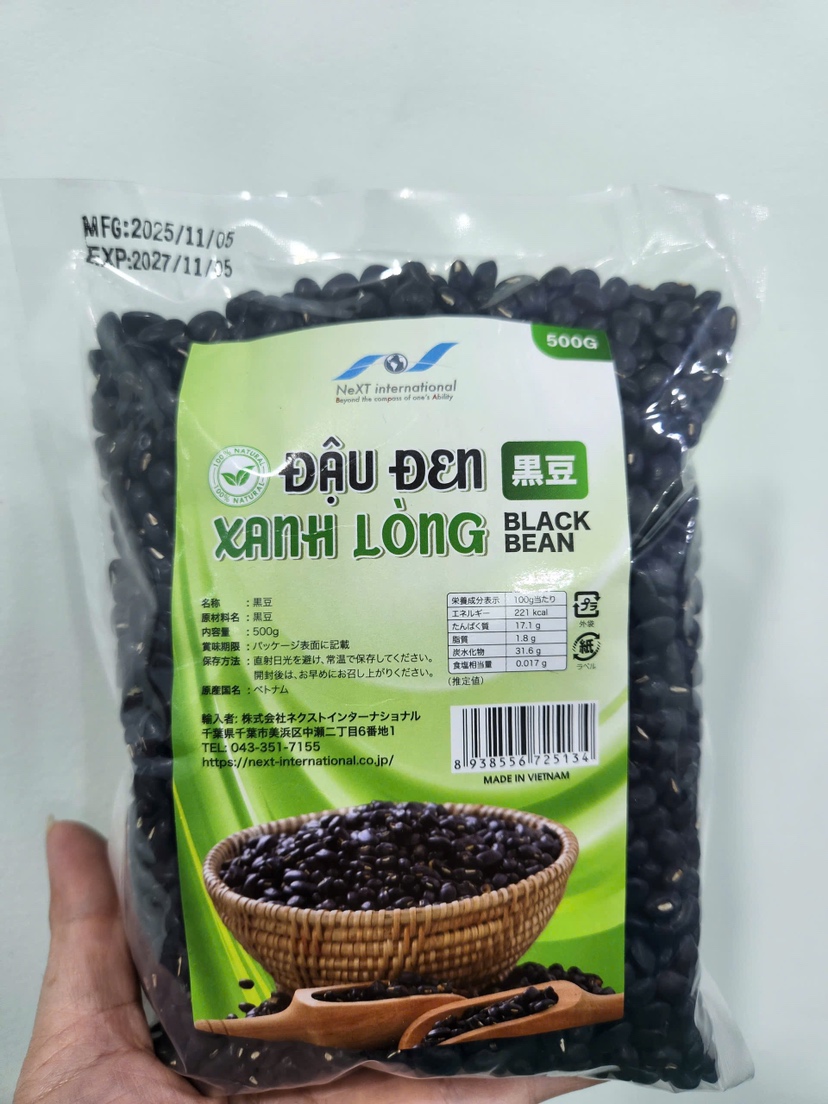 MFG:2025/11/05
EXP:2027/11/05
500G
NeXT international
Beyond the compass of one's Ability
100% NATURAL
100% NATURAL
ĐẬU ĐEN
黒豆
XANH LÒNG
BLACK
BEAN
名称 : 黒豆
原材料名 : 黒豆
内容量 : 500g
賞味期限 : パッケージ表面に記載
保存方法 : 直射日光を避け、常温で保存してください。
開封後は、お早めにお召し上がりください。
原産国名 : ベトナム
栄養成分表示 100g当たり
エネルギー 221 kcal
たんぱく質 17.1 g
脂質 1.8 g
炭水化物 31.6 g
食塩相当量 0.017 g
(推定値)
プラ
外袋
紙
ラベル
輸入者: 株式会社ネクストインターナショナル
千葉県千葉市美浜区中瀬二丁目6番地1
TEL: 043-351-7155
https://next-international.co.jp/
8 938556 725134
MADE IN VIETNAM